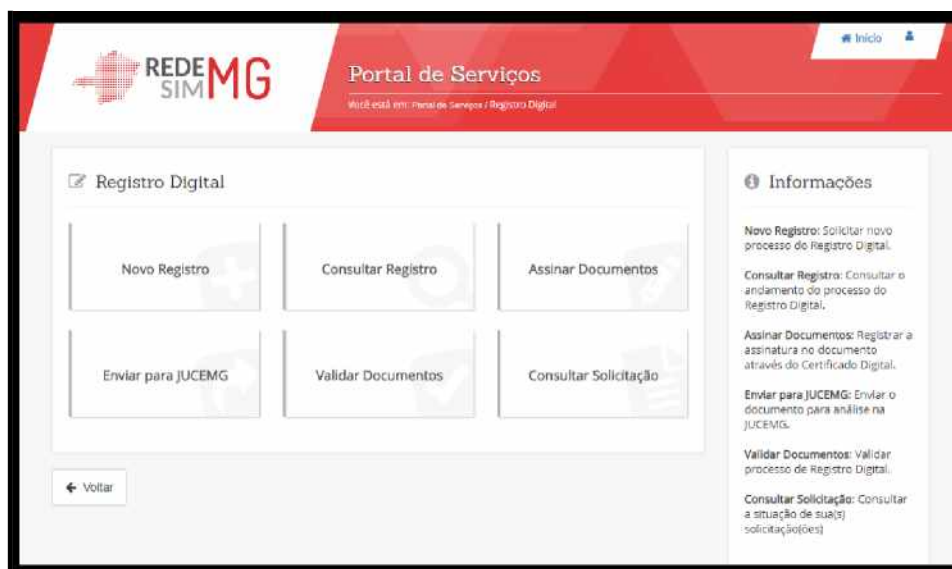 REDE SIM MG
Início
Portal de Serviços
Você está em: Portal de Serviços / Registro Digital
Registro Digital
Novo Registro
Consultar Registro
Assinar Documentos
Enviar para JUCEMG
Validar Documentos
Consultar Solicitação
Voltar
Informações
Novo Registro: Solicitar novo
processo do Registro Digital.
Consultar Registro: Consultar o
andamento do processo do
Registro Digital.
Assinar Documentos: Registrar a
assinatura no documento
através do Certificado Digital.
Enviar para JUCEMG: Enviar o
documento para análise na
JUCEMG.
Validar Documentos: Validar
processo de Registro Digital.
Consultar Solicitação: Consultar
a situação de sua(s)
solicitação(ões)